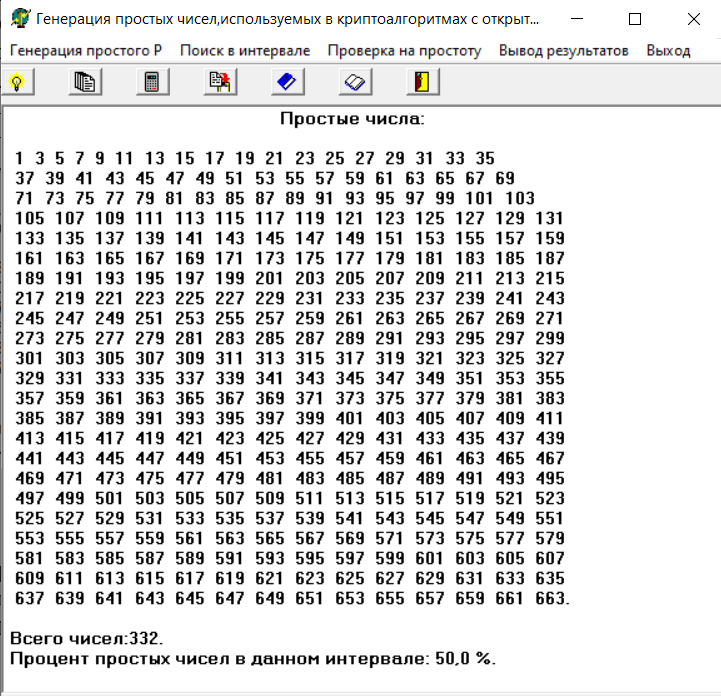 Генерация простых чисел,используемых в криптоалгоритмах с открыт...
Генерация простого P Поиск в интервале Проверка на простоту Вывод результатов Выход
Простые числа:
1 3 5 7 9 11 13 15 17 19 21 23 25 27 29 31 33 35
37 39 41 43 45 47 49 51 53 55 57 59 61 63 65 67 69
71 73 75 77 79 81 83 85 87 89 91 93 95 97 99 101 103
105 107 109 111 113 115 117 119 121 123 125 127 129 131
133 135 137 139 141 143 145 147 149 151 153 155 157 159
161 163 165 167 169 171 173 175 177 179 181 183 185 187
189 191 193 195 197 199 201 203 205 207 209 211 213 215
217 219 221 223 225 227 229 231 233 235 237 239 241 243
245 247 249 251 253 255 257 259 261 263 265 267 269 271
273 275 277 279 281 283 285 287 289 291 293 295 297 299
301 303 305 307 309 311 313 315 317 319 321 323 325 327
329 331 333 335 337 339 341 343 345 347 349 351 353 355
357 359 361 363 365 367 369 371 373 375 377 379 381 383
385 387 389 391 393 395 397 399 401 403 405 407 409 411
413 415 417 419 421 423 425 427 429 431 433 435 437 439
441 443 445 447 449 451 453 455 457 459 461 463 465 467
469 471 473 475 477 479 481 483 485 487 489 491 493 495
497 499 501 503 505 507 509 511 513 515 517 519 521 523
525 527 529 531 533 535 537 539 541 543 545 547 549 551
553 555 557 559 561 563 565 567 569 571 573 575 577 579
581 583 585 587 589 591 593 595 597 599 601 603 605 607
609 611 613 615 617 619 621 623 625 627 629 631 633 635
637 639 641 643 645 647 649 651 653 655 657 659 661 663.
Всего чисел:332.
Процент простых чисел в данном интервале: 50,0 %.